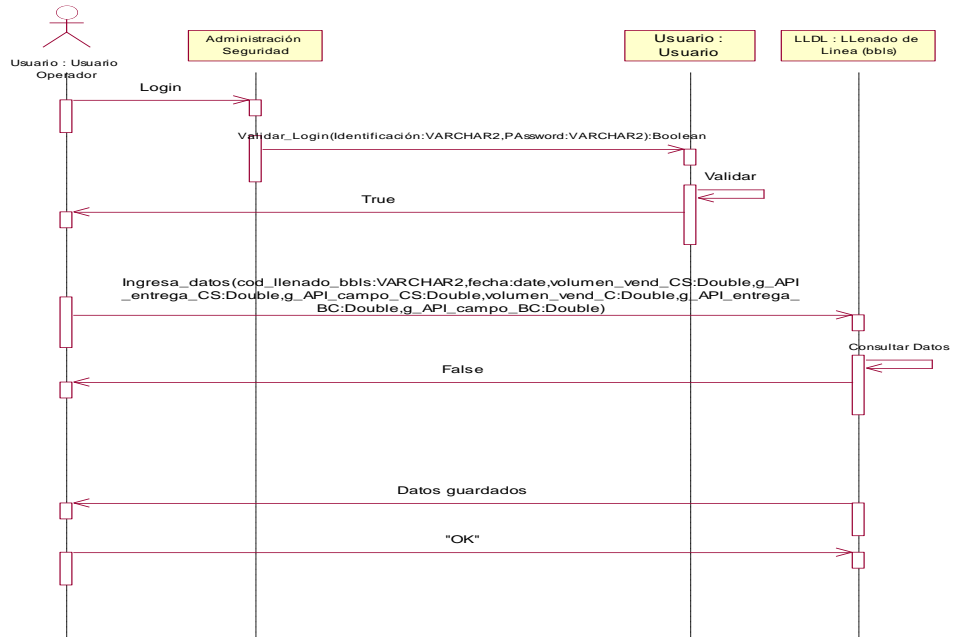 Usuario : Usuario
Operador
Administración
Seguridad
Usuario :
Usuario
LLDL : LLenado de
Linea (bbls)
Login
Validar_Login(Identificación:VARCHAR2,PAssword:VARCHAR2):Boolean
Validar
True
Ingresa_datos(cod_llenado_bbls:VARCHAR2,fecha:date,volumen_vend_CS:Double,g_API
_entrega_CS:Double,g_API_campo_CS:Double,volumen_vend_C:Double,g_API_entrega_
BC:Double,g_API_campo_BC:Double)
Consultar Datos
False
Datos guardados
"OK"